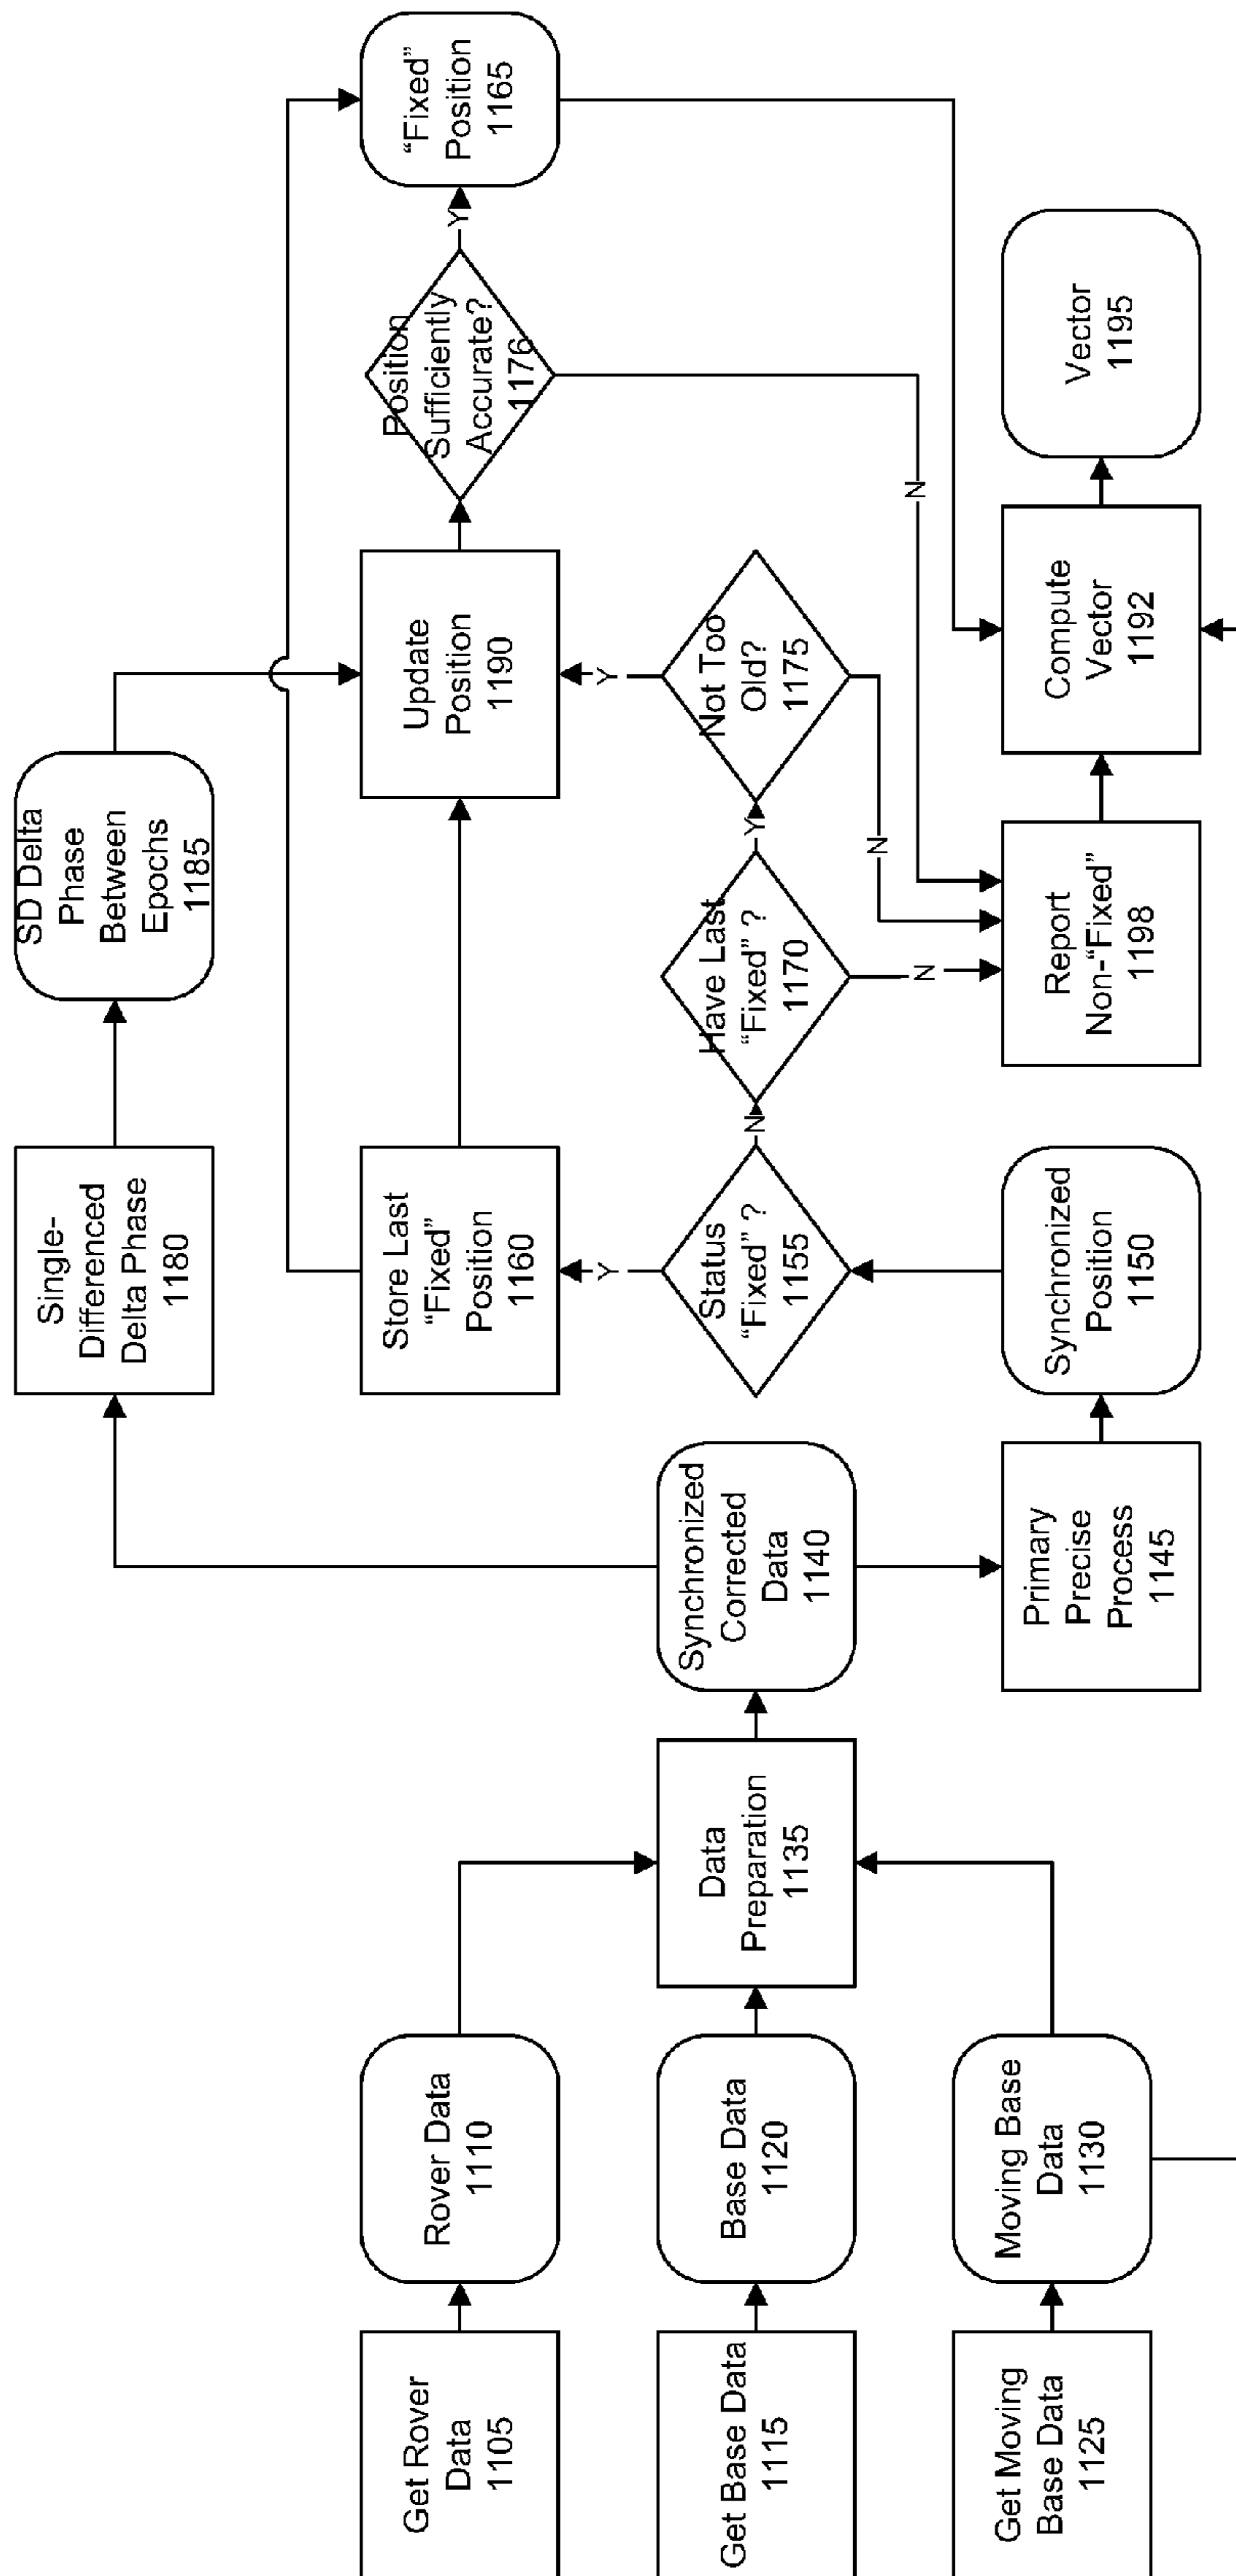 Get Rover
Data
1105
Rover Data
1110
Get Base Data
1115
Base Data
1120
Get Moving
Base Data
1125
Moving Base
Data
1130
Data
Preparation
1135
Synchronized
Corrected
Data
1140
Primary
Precise
Process
1145
Synchronized
Position
1150
Status
“Fixed” ?
1155
Y
N
Store Last
“Fixed”
Position
1160
Single-
Differenced
Delta Phase
1180
SD Delta
Phase
Between
Epochs
1185
Have Last
“Fixed” ?
1170
Y
N
Not Too
Old?
1175
Y
N
Update
Position
1190
Position
Sufficiently
Accurate?
1176
Y
N
“Fixed”
Position
1165
Report
Non-“Fixed”
1198
Compute
Vector
1192
Vector
1195